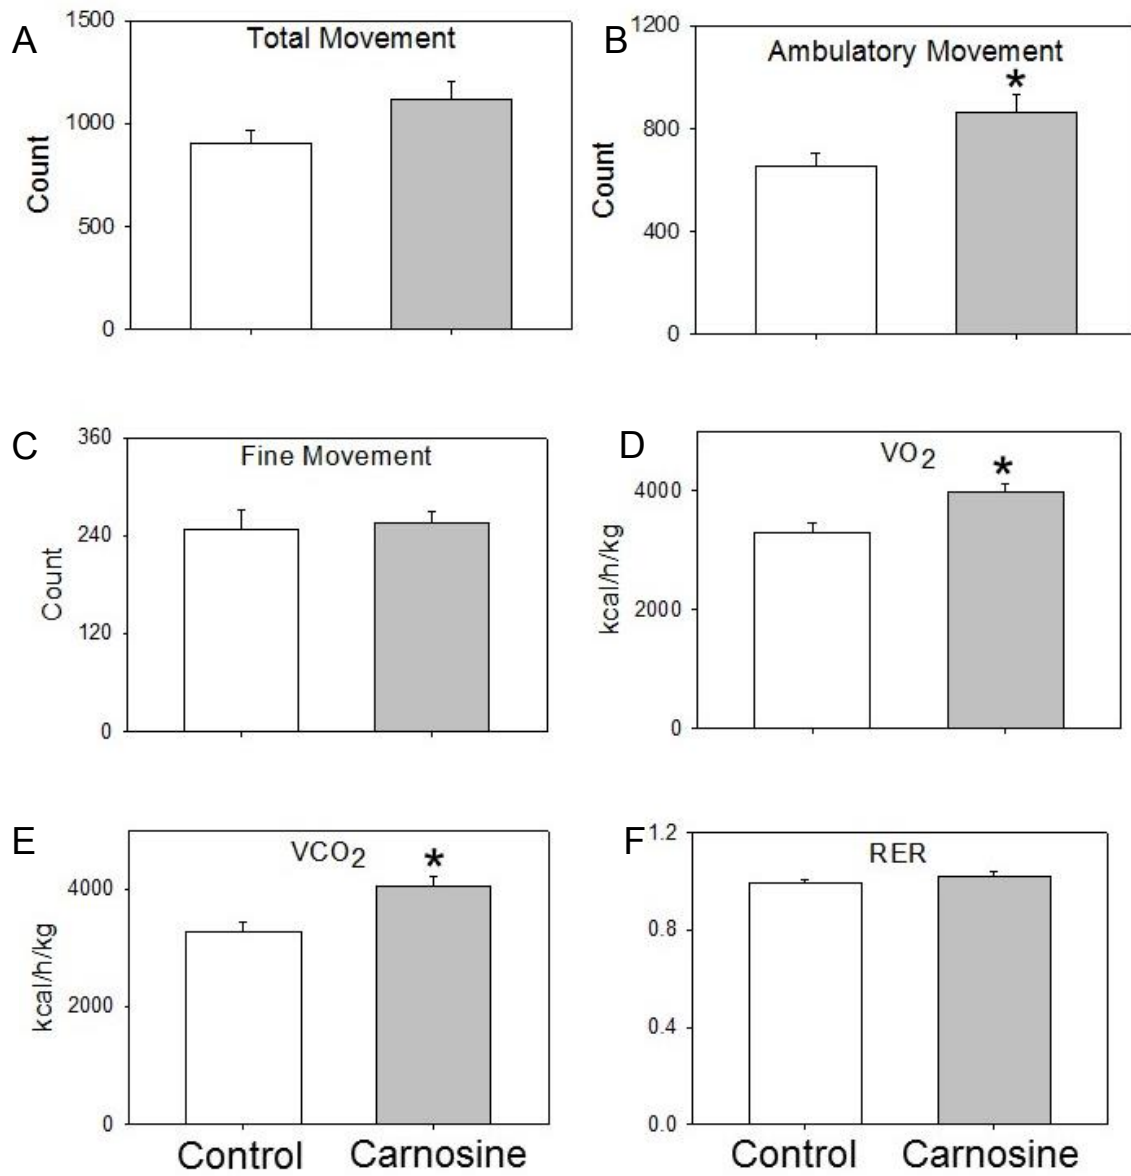 A
Total Movement
1500
1000
500
0
Count
B
Ambulatory Movement
*
1200
800
400
0
Count
C
Fine Movement
360
240
120
0
Count
D
VO2
*
4000
2000
0
kcal/h/kg
E
VCO2
*
4000
2000
0
kcal/h/kg
Control Carnosine
F
RER
1.2
0.8
0.4
0.0
Control Carnosine